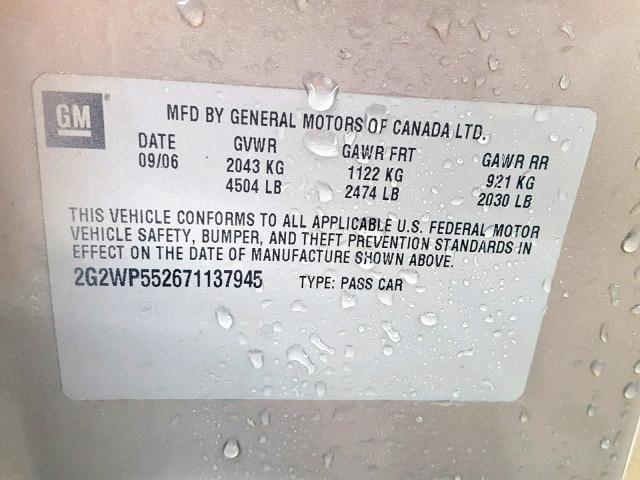 GM ®
MFD BY GENERAL MOTORS OF CANADA LTD.
DATE GVWR GAWR FRT GAWR RR
09/06 2043 KG 1122 KG 921 KG
4504 LB 2474 LB 2030 LB
THIS VEHICLE CONFORMS TO ALL APPLICABLE U.S. FEDERAL MOTOR
VEHICLE SAFETY, BUMPER, AND THEFT PREVENTION STANDARDS IN
EFFECT ON THE DATE OF MANUFACTURE SHOWN ABOVE.
2G2WP552671137945 TYPE: PASS CAR